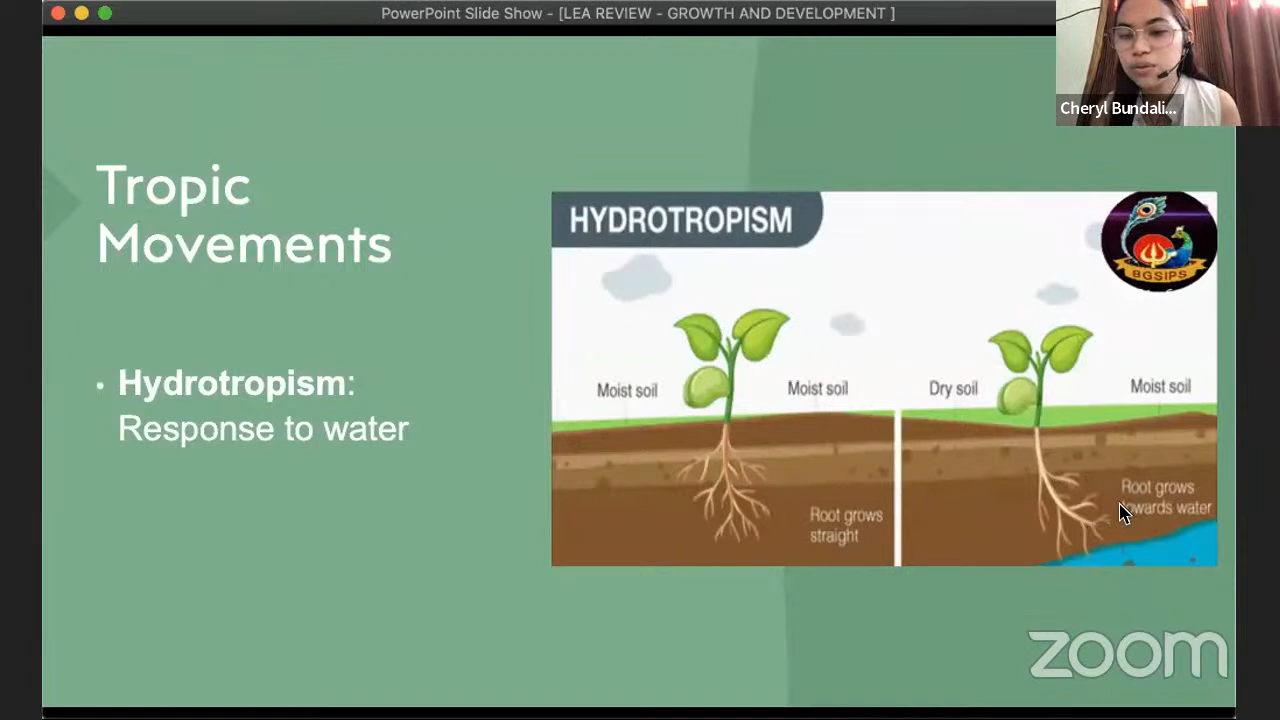 PowerPoint Slide Show - [LEA REVIEW - GROWTH AND DEVELOPMENT ]
Cheryl Bundali...
Tropic
Movements
• Hydrotropism:
Response to water
HYDROTROPISM
BGSIPS
Moist soil
Moist soil
Root grows
straight
Dry soil
Moist soil
Root grows
towards water
zoom